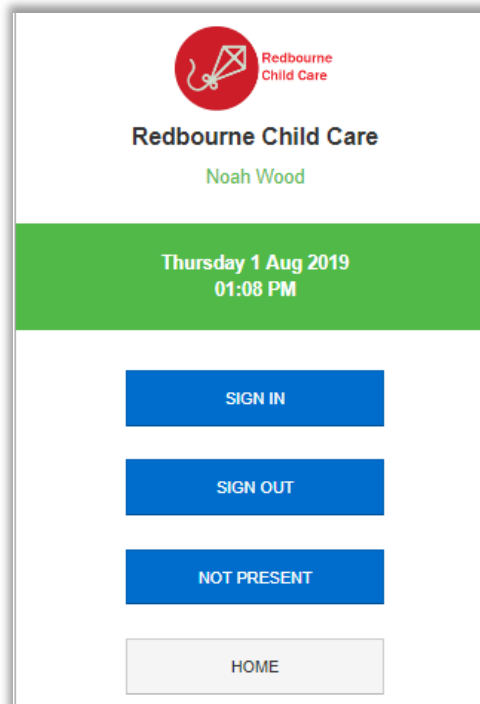 Redbourne
Child Care
Redbourne Child Care
Noah Wood
Thursday 1 Aug 2019
01:08 PM
SIGN IN
SIGN OUT
NOT PRESENT
HOME